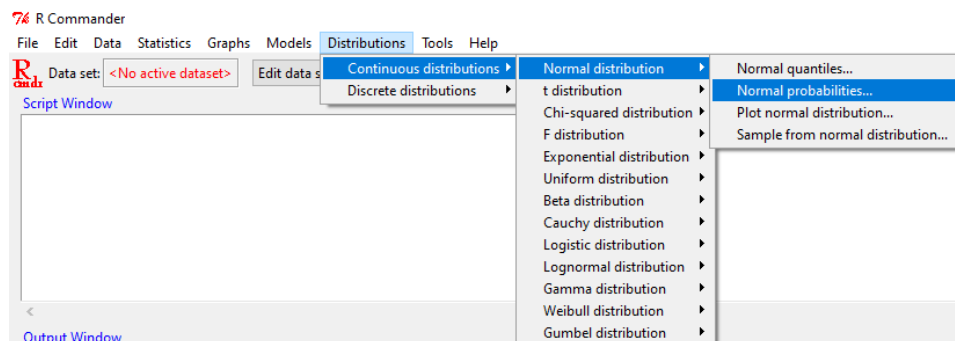 R Commander
File Edit Data Statistics Graphs Models Distributions Tools Help
R cmdr Data set: <No active dataset> Edit data s
Continuous distributions
Discrete distributions
Normal distribution
t distribution
Chi-squared distribution
F distribution
Exponential distribution
Uniform distribution
Beta distribution
Cauchy distribution
Logistic distribution
Lognormal distribution
Gamma distribution
Weibull distribution
Gumbel distribution
Normal quantiles...
Normal probabilities...
Plot normal distribution...
Sample from normal distribution...
Script Window
Output Window